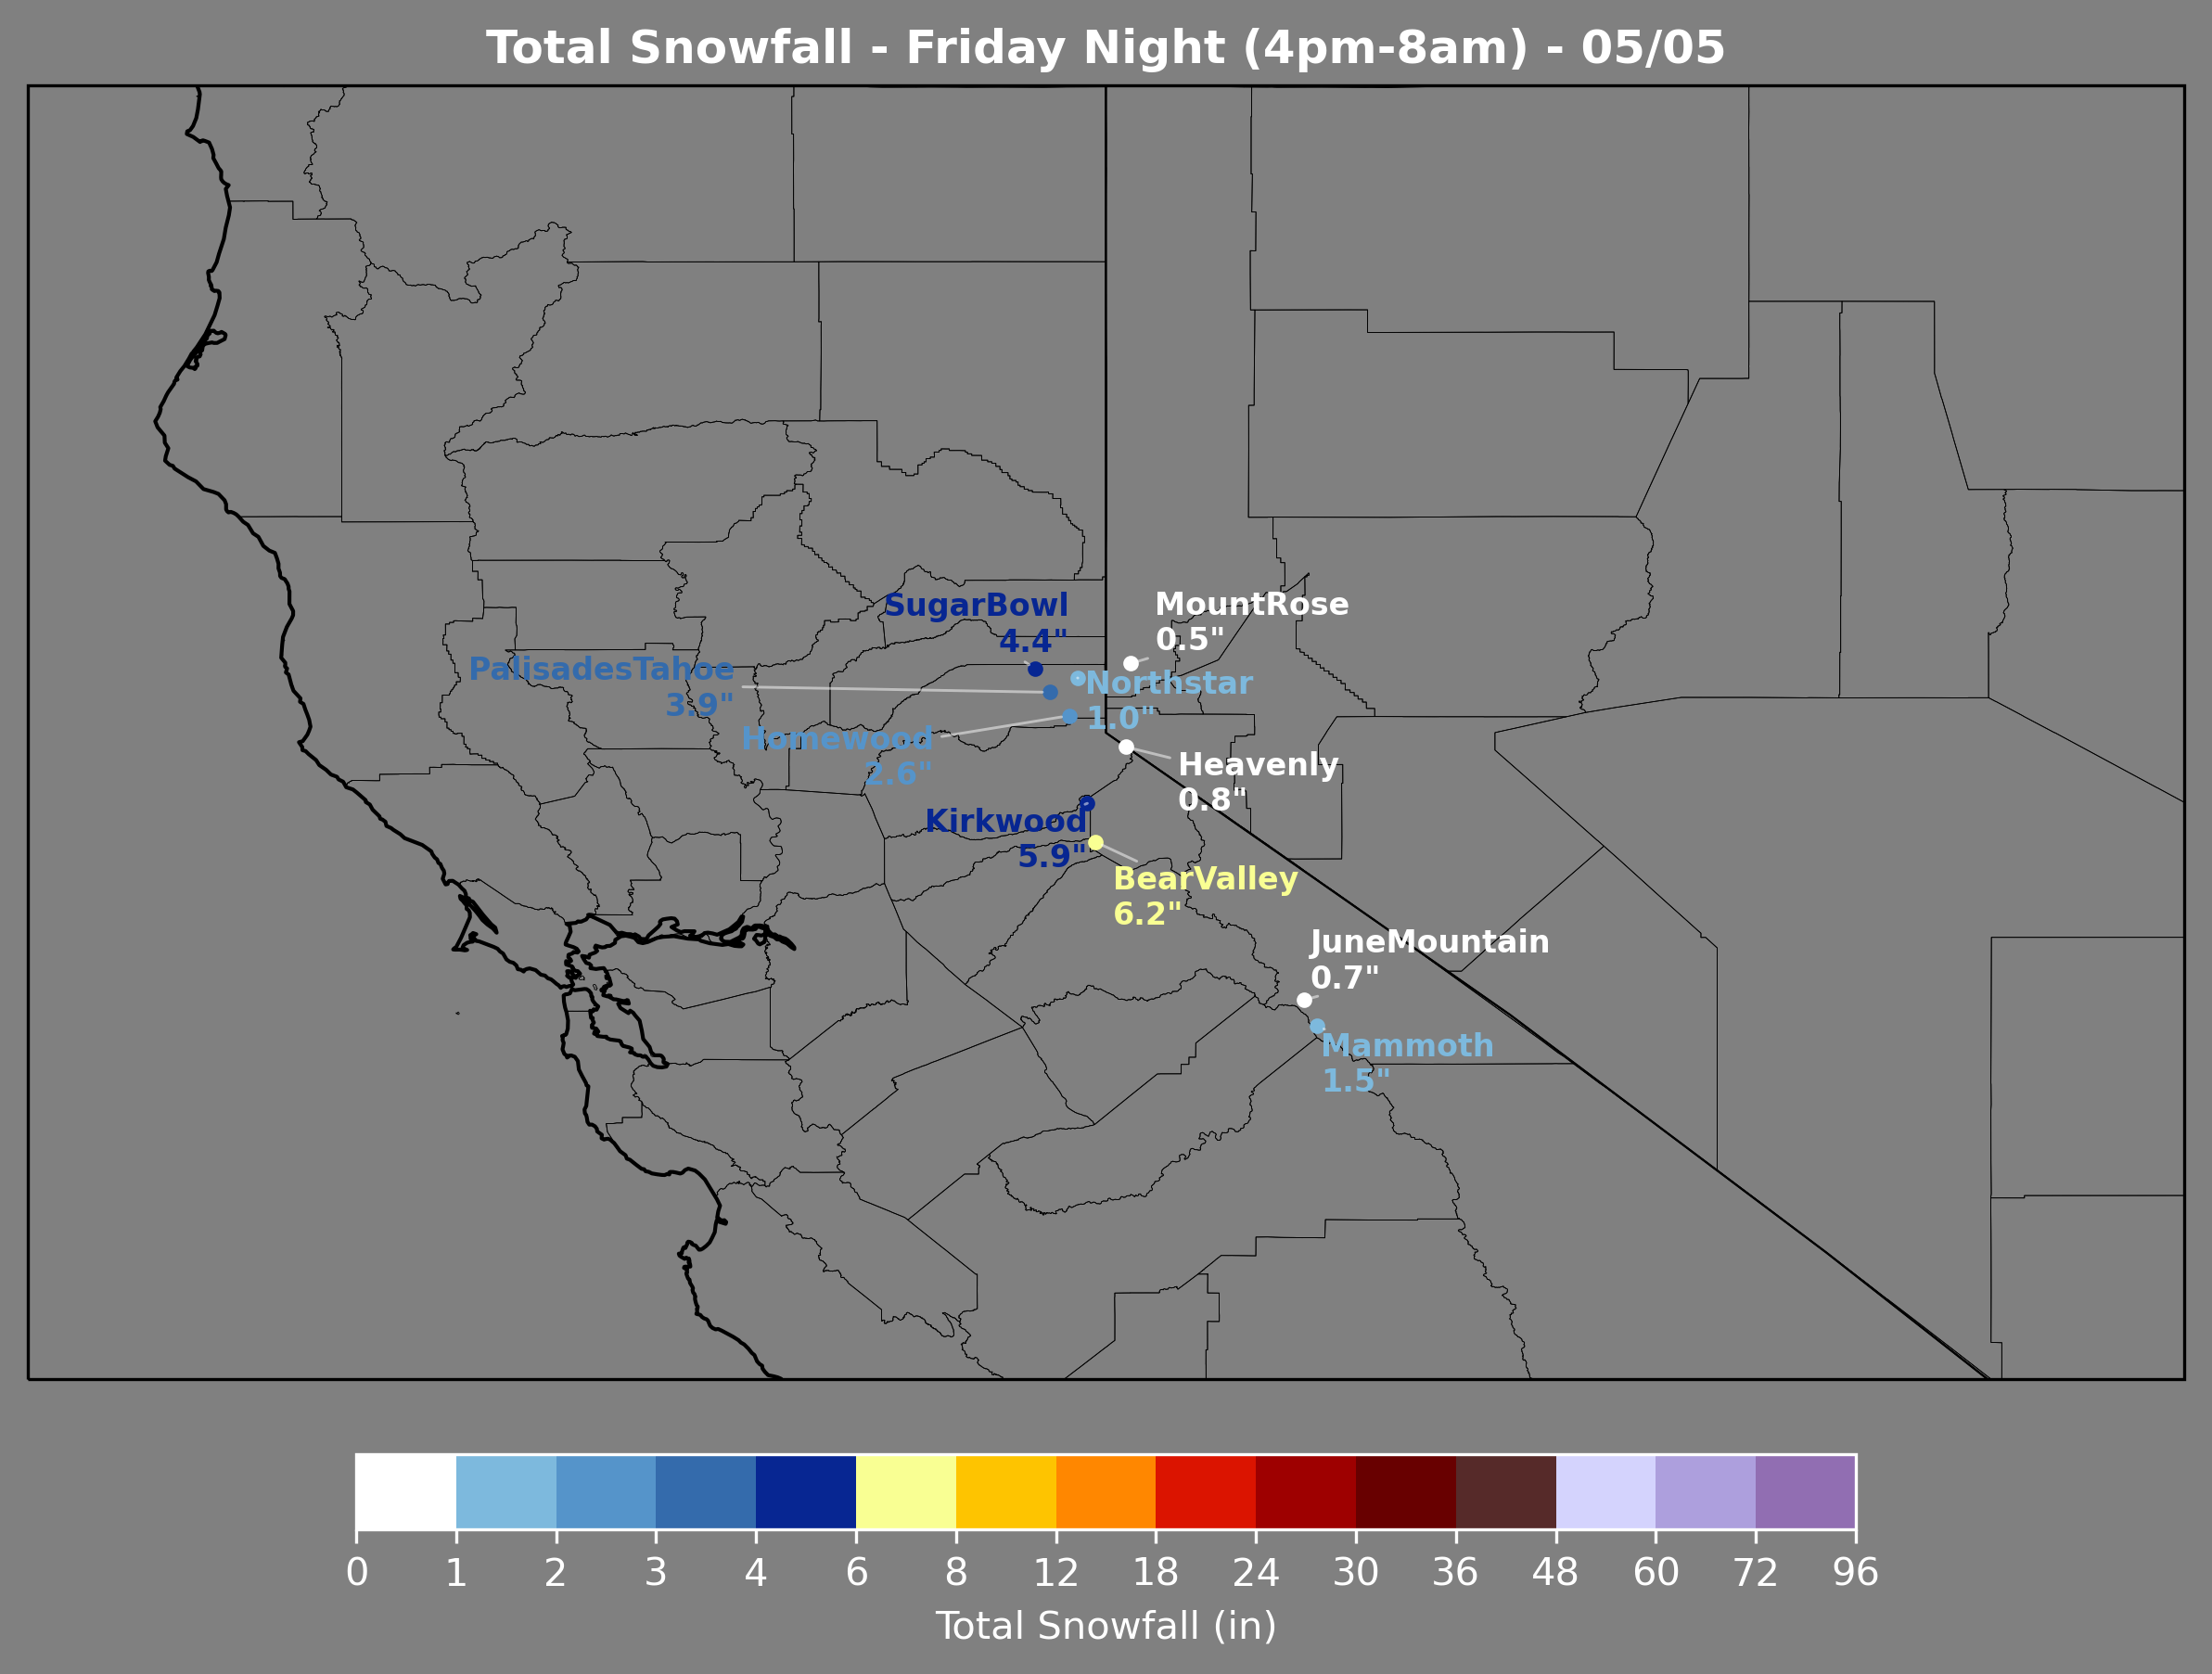 Total Snowfall - Friday Night (4pm-8am) - 05/05
SugarBowl
4.4"
MountRose
0.5"
PalisadesTahoe
3.9"
Northstar
1.0"
Homewood
2.6"
Heavenly
0.8"
Kirkwood
5.9"
BearValley
6.2"
JuneMountain
0.7"
Mammoth
1.5"
0 1 2 3 4 6 8 12 18 24 30 36 48 60 72 96
Total Snowfall (in)